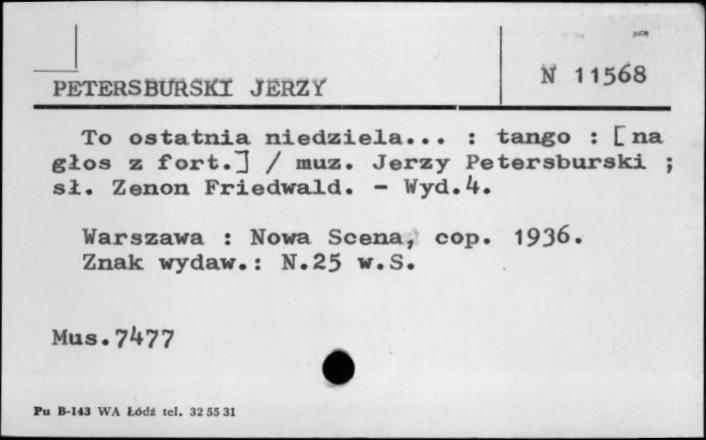 PETERSBURSKI JERZY
N 11568
To ostatnia niedziela... : tango : [na
głos z fort.] / muz. Jerzy Petersburski ;
sł. Zenon Friedwald. - Wyd.4.
Warszawa : Nowa Scena, cop. 1936.
Znak wydaw.: N.25 w.S.
Mus.7477
Pu B-143 WA Łódź tel. 32 55 31